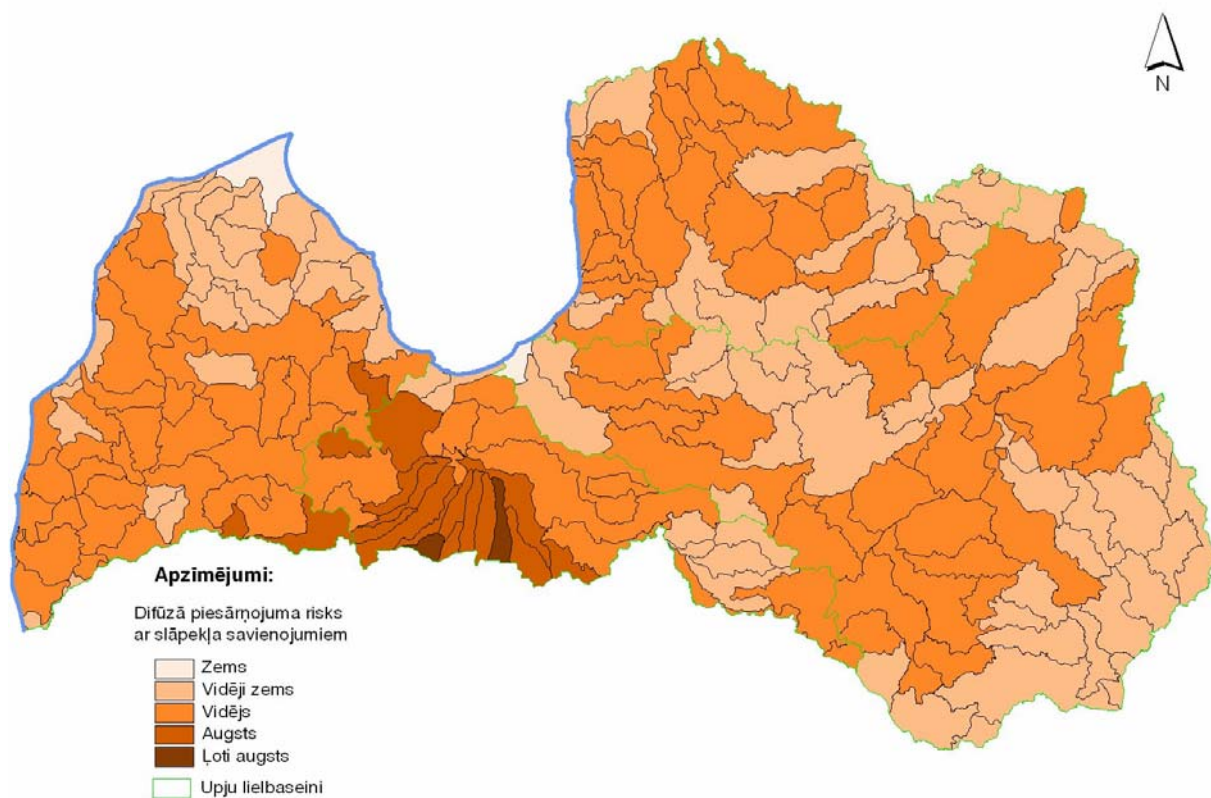 N
Apzīmējumi:
Difūzā piesārņojuma risks
ar slāpekļa savienojumiem
Zems
Vidēji zems
Vidējs
Augsts
Ļoti augsts
Upju lielbaseini